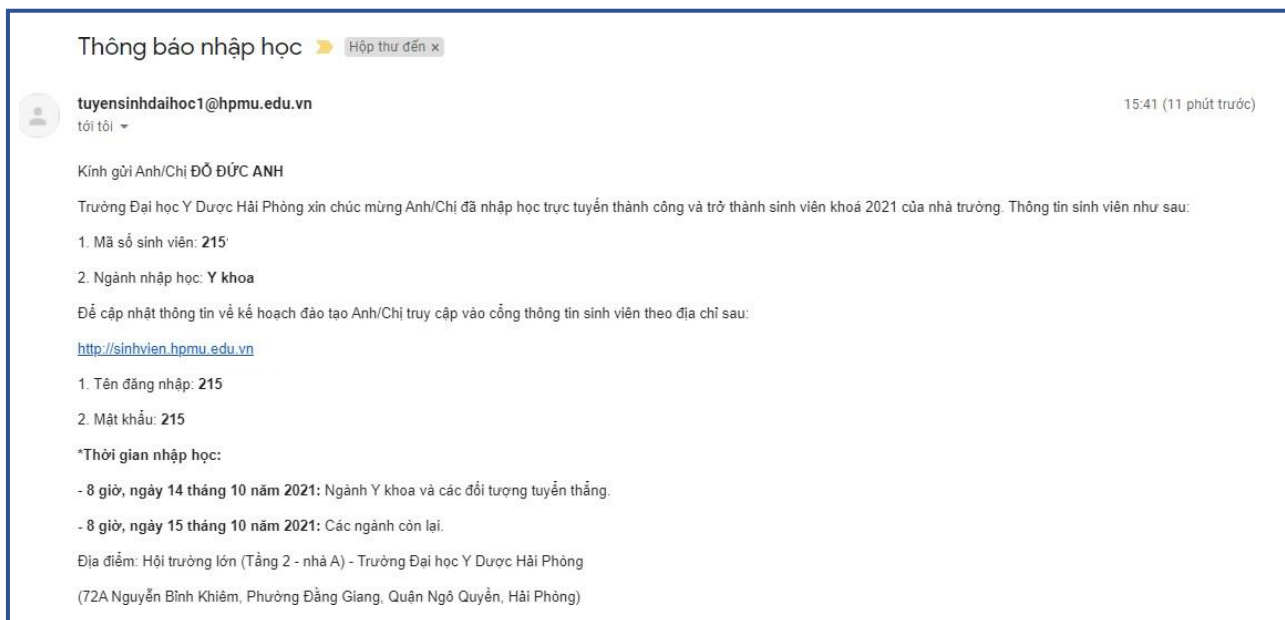 Thông báo nhập học Hộp thư đến x
tuyensinhdaihoc1@hpmu.edu.vn 15:41 (11 phút trước)
tới tôi
Kính gửi Anh/Chị ĐỖ ĐỨC ANH
Trường Đại học Y Dược Hải Phòng xin chúc mừng Anh/Chị đã nhập học trực tuyến thành công và trở thành sinh viên khoá 2021 của nhà trường. Thông tin sinh viên như sau:
1. Mã số sinh viên: 215
2. Ngành nhập học: Y khoa
Để cập nhật thông tin về kế hoạch đào tạo Anh/Chị truy cập vào cổng thông tin sinh viên theo địa chỉ sau:
http://sinhvien.hpmu.edu.vn
1. Tên đăng nhập: 215
2. Mật khẩu: 215
*Thời gian nhập học:
- 8 giờ, ngày 14 tháng 10 năm 2021: Ngành Y khoa và các đối tượng tuyển thẳng.
- 8 giờ, ngày 15 tháng 10 năm 2021: Các ngành còn lại.
Địa điểm: Hội trường lớn (Tầng 2 - nhà A) - Trường Đại học Y Dược Hải Phòng
(72A Nguyễn Bỉnh Khiêm, Phường Đằng Giang, Quận Ngô Quyền, Hải Phòng)